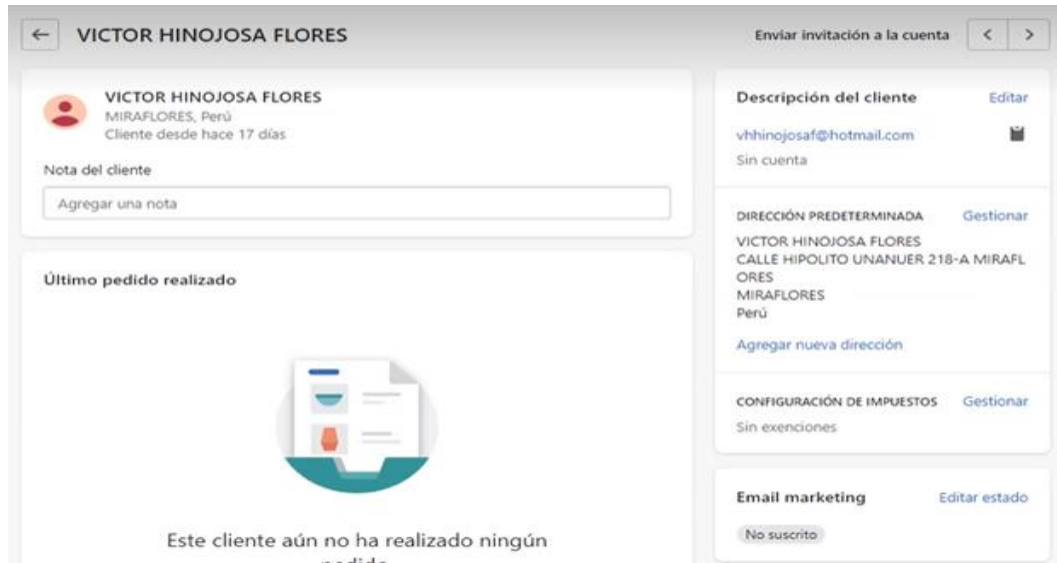 VICTOR HINOJOSA FLORES
Enviar invitación a la cuenta
VICTOR HINOJOSA FLORES
MIRAFLORES, Perú
Cliente desde hace 17 días
Nota del cliente
Agregar una nota
Último pedido realizado
Este cliente aún no ha realizado ningún
pedido
Descripción del cliente
Editar
vhhinojosaf@hotmail.com
Sin cuenta
DIRECCIÓN PREDETERMINADA
Gestionar
VICTOR HINOJOSA FLORES
CALLE HIPOLITO UNANUER 218-A MIRAFL
ORES
MIRAFLORES
Perú
Agregar nueva dirección
CONFIGURACIÓN DE IMPUESTOS
Gestionar
Sin exenciones
Email marketing
Editar estado
No suscrito